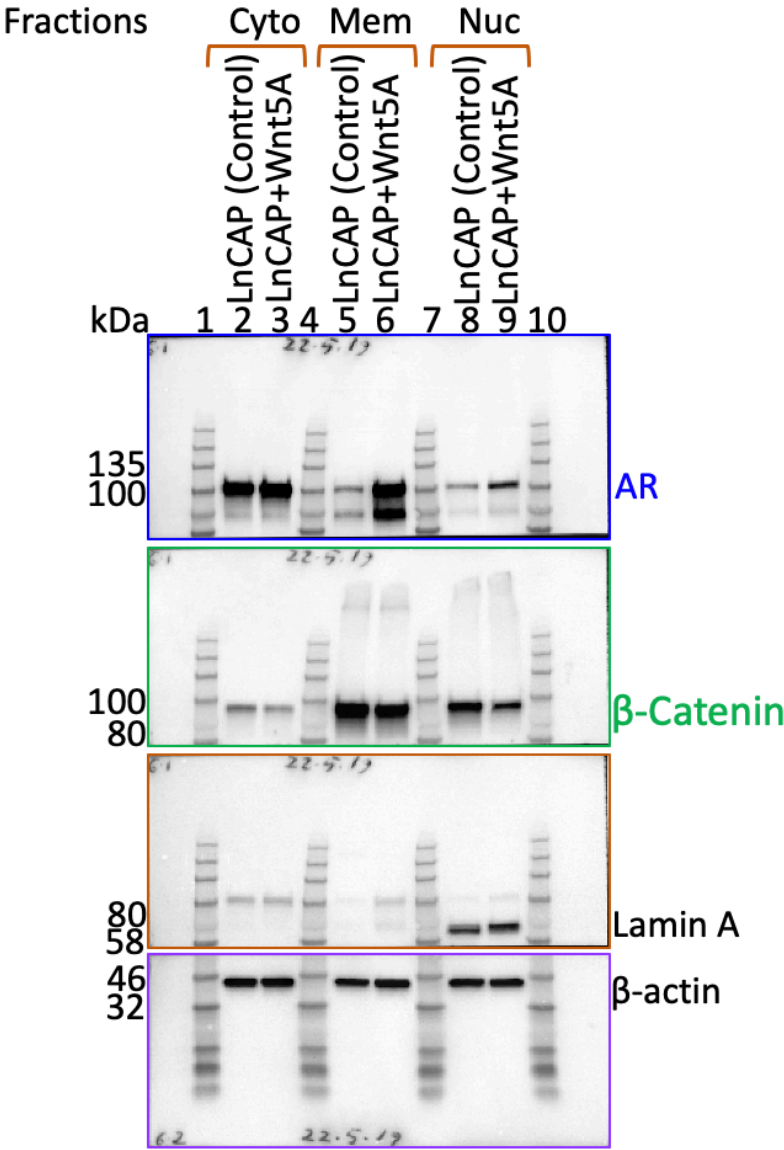 Fractions Cyto Mem Nuc
LnCAP (Control)
LnCAP+Wnt5A
LnCAP (Control)
LnCAP+Wnt5A
LnCAP (Control)
LnCAP+Wnt5A
kDa 1 2 3 4 5 6 7 8 9 10
22-5.19
135
100
AR
22-5.19
100
80
β-Catenin
22-5.19
80
58
Lamin A
46
32
β-actin
62 22.5.19